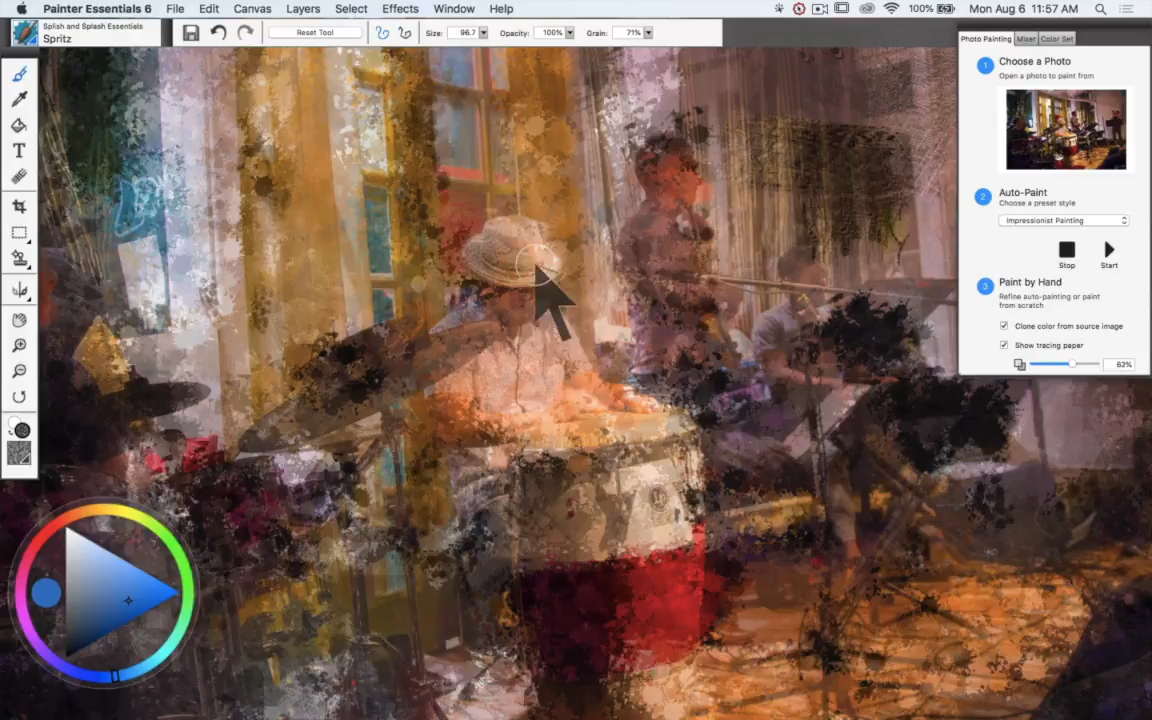 Painter Essentials 6 File Edit Canvas Layers Select Effects Window Help 100% Mon Aug 6 11:57 AM
Splish and Splash Essentials
Spritz
Reset Tool Size: 96.7 Opacity: 100% Grain: 71%
Photo Painting Mixer Color Set
1 Choose a Photo
Open a photo to paint from
2 Auto-Paint
Choose a preset style
Impressionist Painting
Stop Start
3 Paint by Hand
Refine auto-painting or paint
from scratch
Clone color from source image
Show tracing paper
62%
T